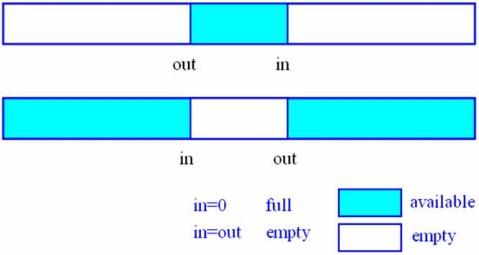 out in
in out
in=0 full available
in=out empty empty